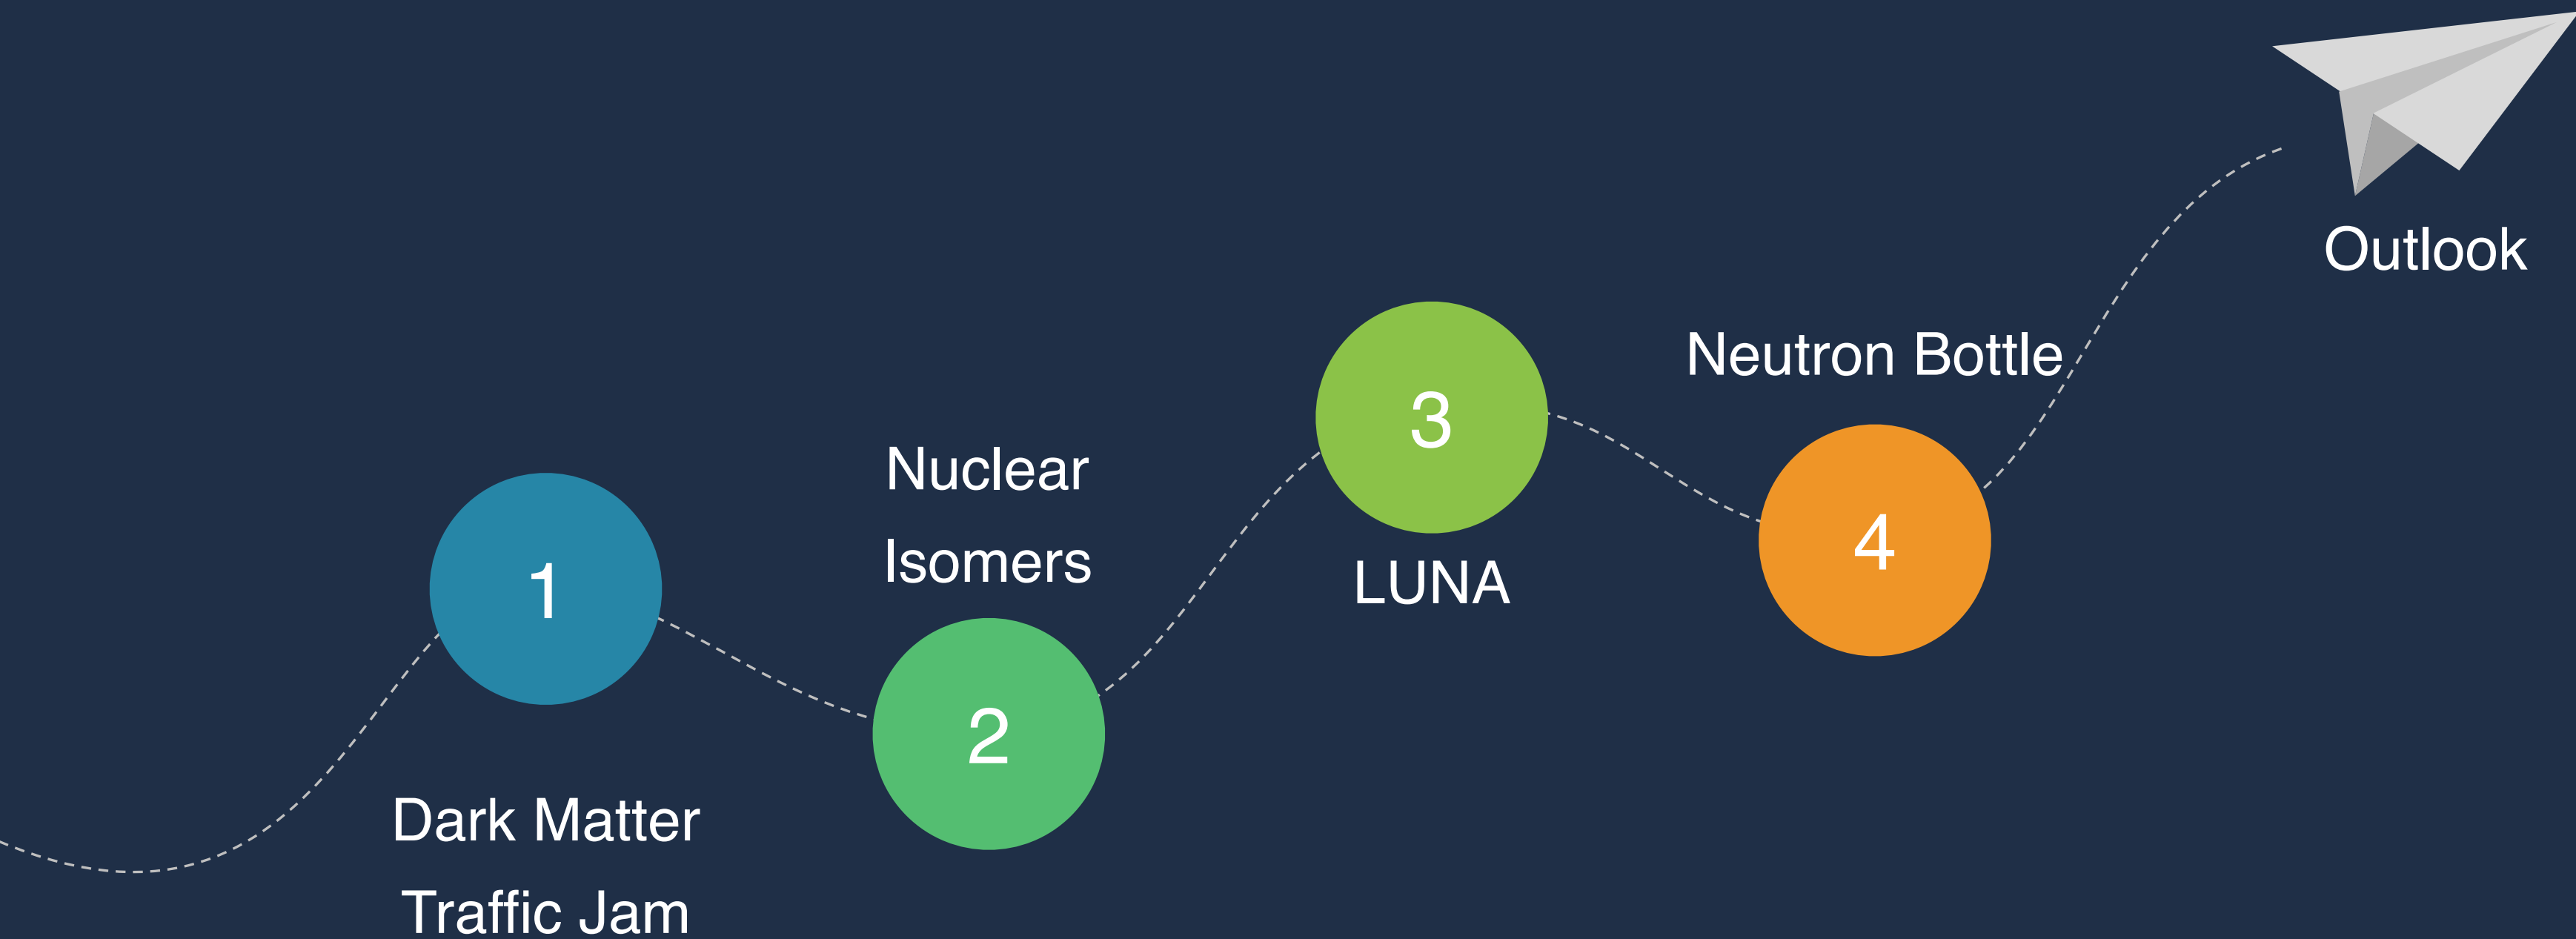 1
Dark Matter
Traffic Jam
Nuclear
Isomers
2
3
LUNA
Neutron Bottle
4
Outlook